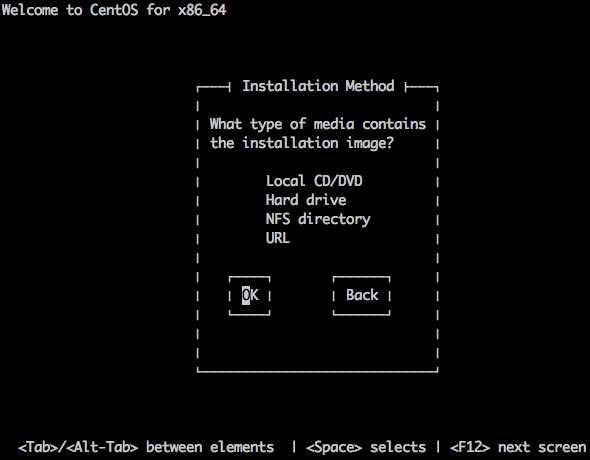 Welcome to CentOS for x86_64
Installation Method
What type of media contains
the installation image?
Local CD/DVD
Hard drive
NFS directory
URL
OK Back
<Tab>/<Alt-Tab> between elements | <Space> selects | <F12> next screen